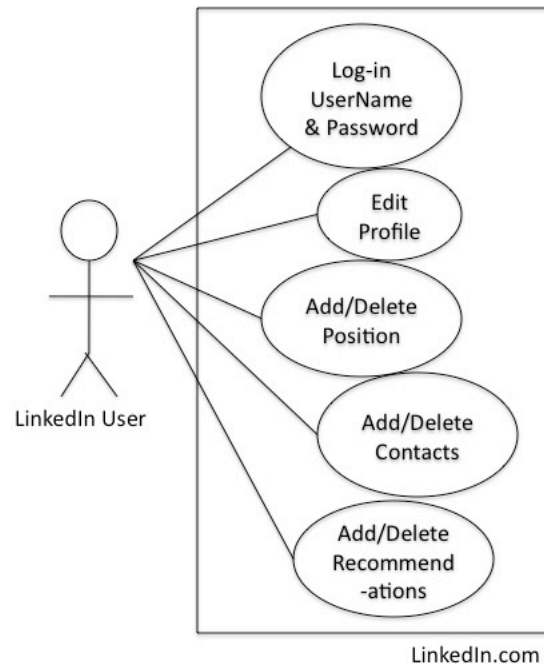 Log-in
UserName
& Password
Edit
Profile
Add/Delete
Position
LinkedIn User
Add/Delete
Contacts
Add/Delete
Recommend
-ations
LinkedIn.com